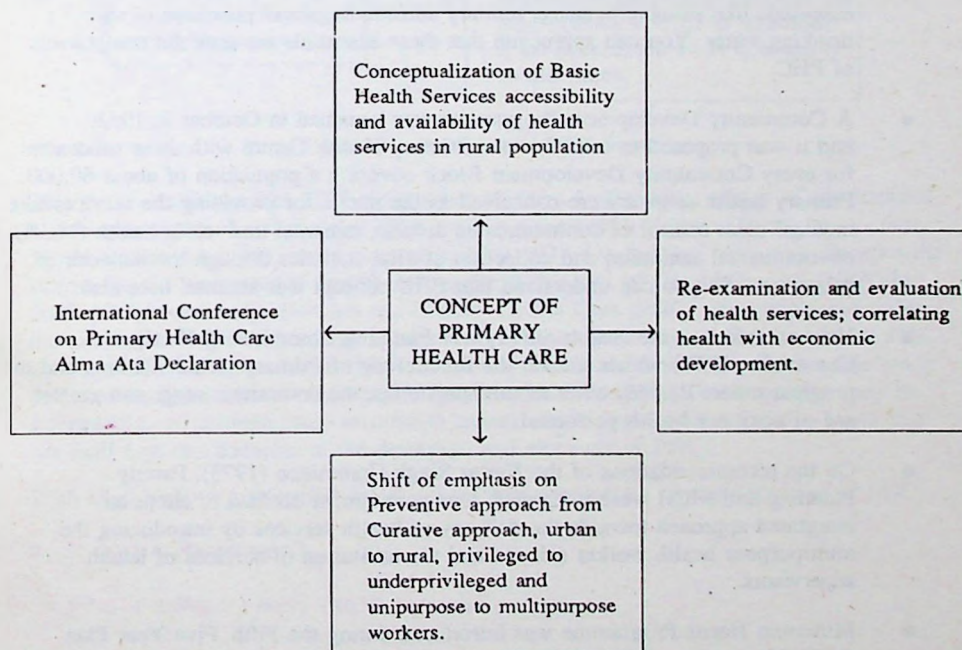 Conceptualization of Basic
Health Services accessibility
and availability of health
services in rural population
International Conference
on Primary Health Care
Alma Ata Declaration
CONCEPT OF
PRIMARY
HEALTH CARE
Re-examination and evaluation
of health services; correlating
health with economic
development.
Shift of emphasis on
Preventive approach from
Curative approach, urban
to rural, privileged to
underprivileged and
unipurpose to multipurpose
workers.